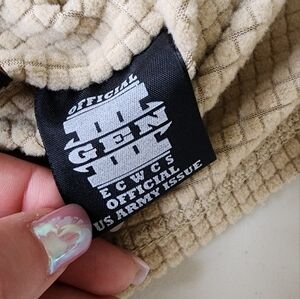 OFFICIAL
GEN
III
ECWCS
OFFICIAL
US ARMY ISSUE